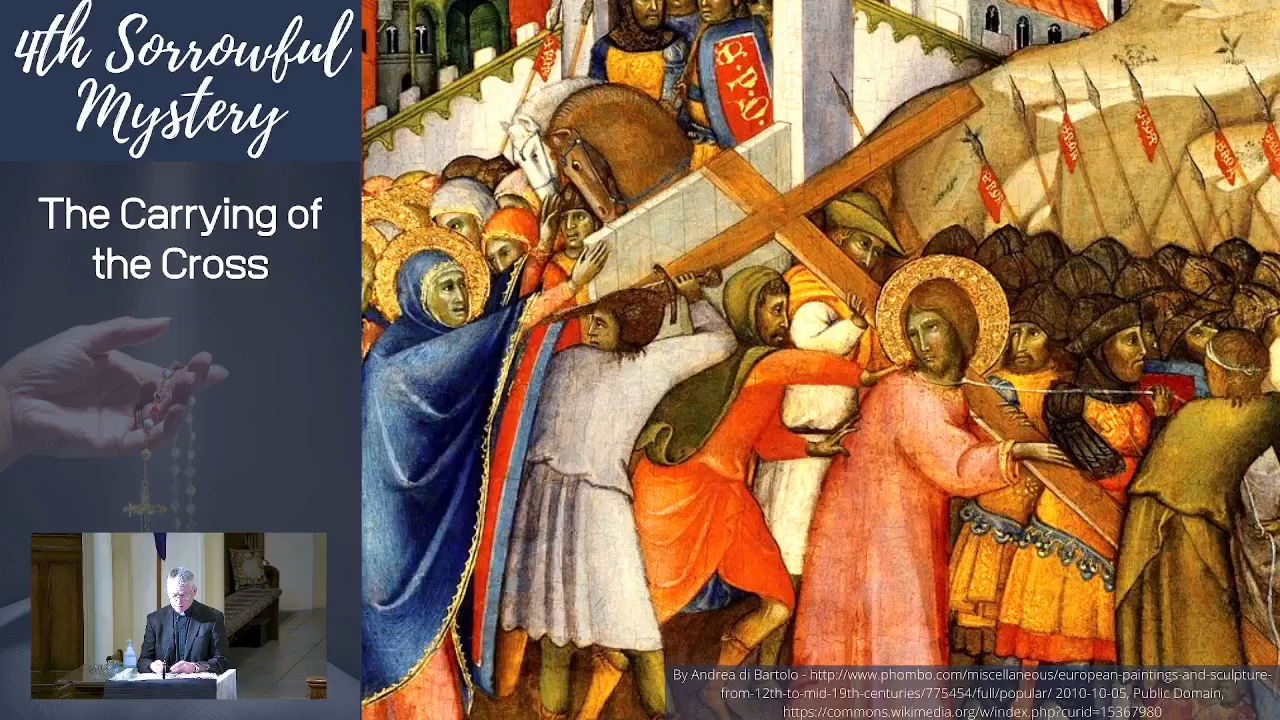 4th Sorrowful
Mystery
The Carrying of
the Cross
S.P.Q.
By Andrea di Bartolo - http://www.phombo.com/miscellaneous/european-paintings-and-sculpture-
from-12th-to-mid-19th-centuries/775454/full/popular/ 2010-10-05, Public Domain,
https://commons.wikimedia.org/w/index.php?curid=15367980